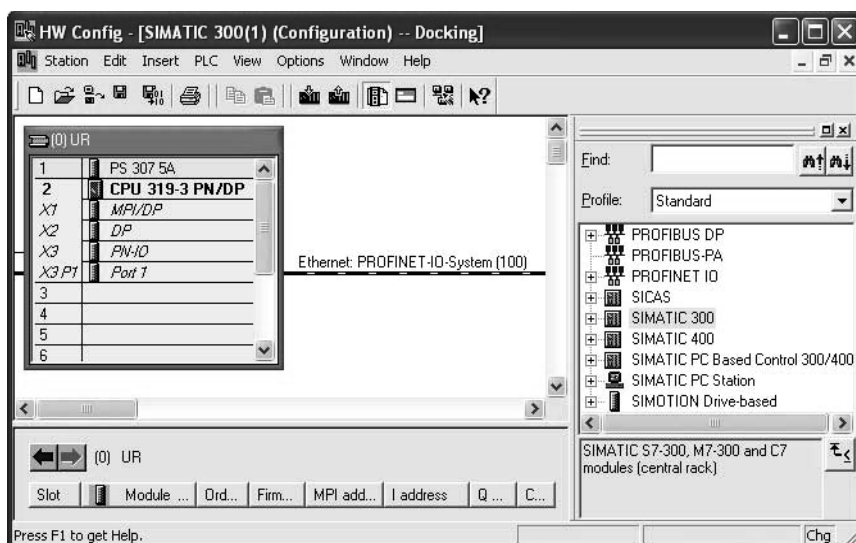 HW Config - [SIMATIC 300(1) (Configuration) -- Docking]
Station Edit Insert PLC View Options Window Help
(0) UR
1 PS 307 5A
2 CPU 319-3 PN/DP
X1 MPI/DP
X2 DP
X3 PN-IO
X3 P1 Port 1
3
4
5
6
Ethernet: PROFINET-IO-System (100)
Find:
Profile: Standard
PROFIBUS DP
PROFIBUS-PA
PROFINET IO
SICAS
SIMATIC 300
SIMATIC 400
SIMATIC PC Based Control 300/400
SIMATIC PC Station
SIMOTION Drive-based
SIMATIC S7-300, M7-300 and C7
modules (central rack)
(0) UR
Slot Module ... Ord... Firm... MPI add... I address Q ... C...
Press F1 to get Help.
Chg